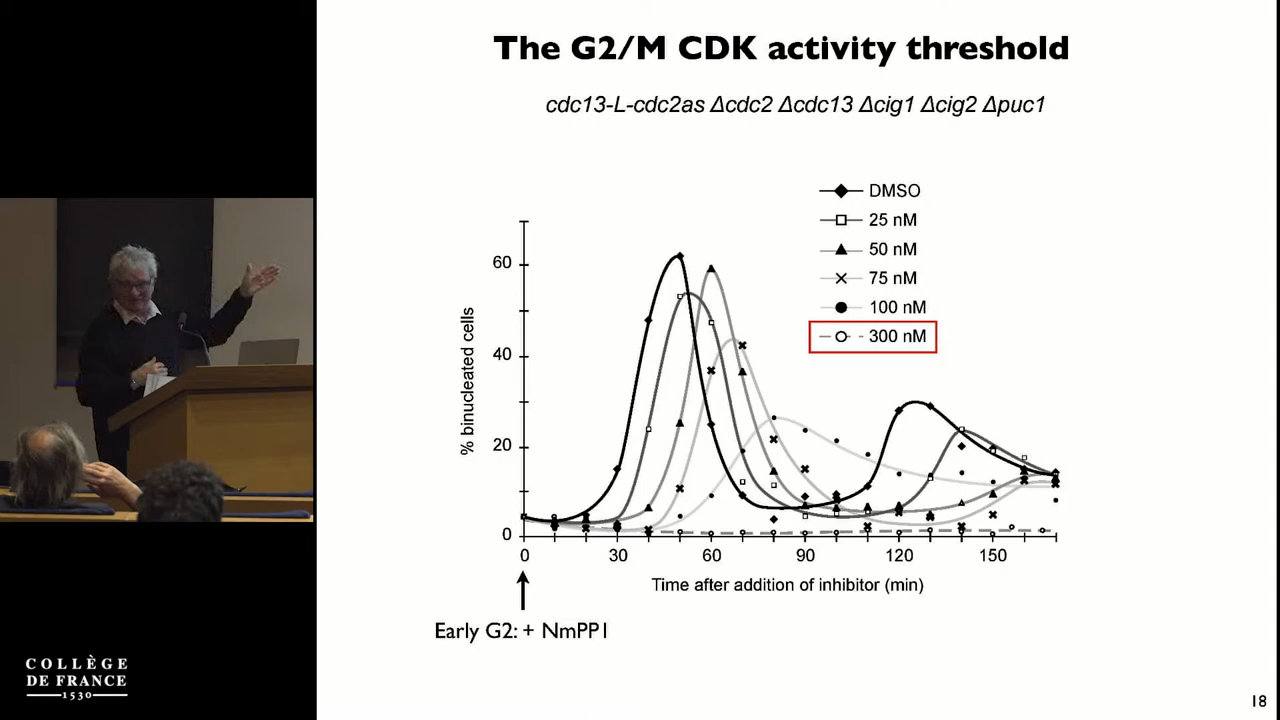 The G2/M CDK activity threshold
cdc13-L-cdc2as Δcdc2 Δcdc13 Δcig1 Δcig2 Δpuc1
DMSO
25 nM
50 nM
75 nM
100 nM
300 nM
% binucleated cells
60
40
20
0
0 30 60 90 120 150
Time after addition of inhibitor (min)
Early G2: + NmPP1
COLLÈGE
DE FRANCE
1530
18